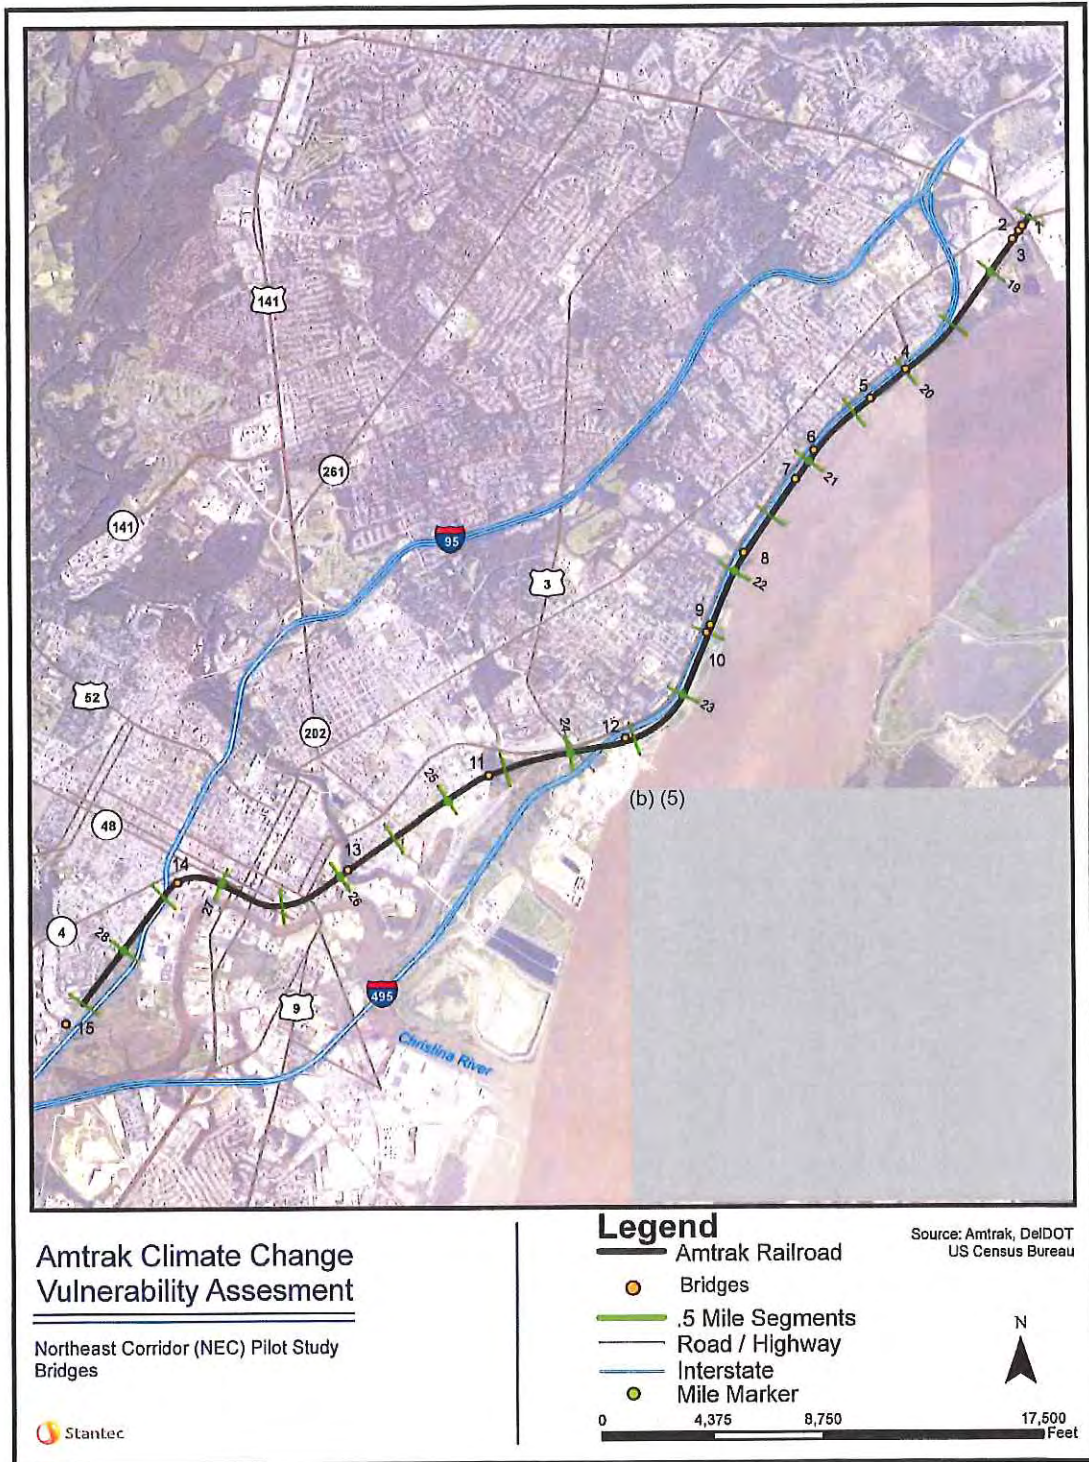 1
2
3
19
4
20
5
6
7
21
8
22
9
10
23
12
24
11
25
13
26
14
27
28
15
141
261
141
95
3
52
202
48
4
9
495
Christina River
(b) (5)
Amtrak Climate Change
Vulnerability Assesment
Northeast Corridor (NEC) Pilot Study
Bridges
Stantec
Legend
Amtrak Railroad
Bridges
.5 Mile Segments
Road / Highway
Interstate
Mile Marker
Source: Amtrak, DelDOT
US Census Bureau
N
0 4,375 8,750 17,500
Feet